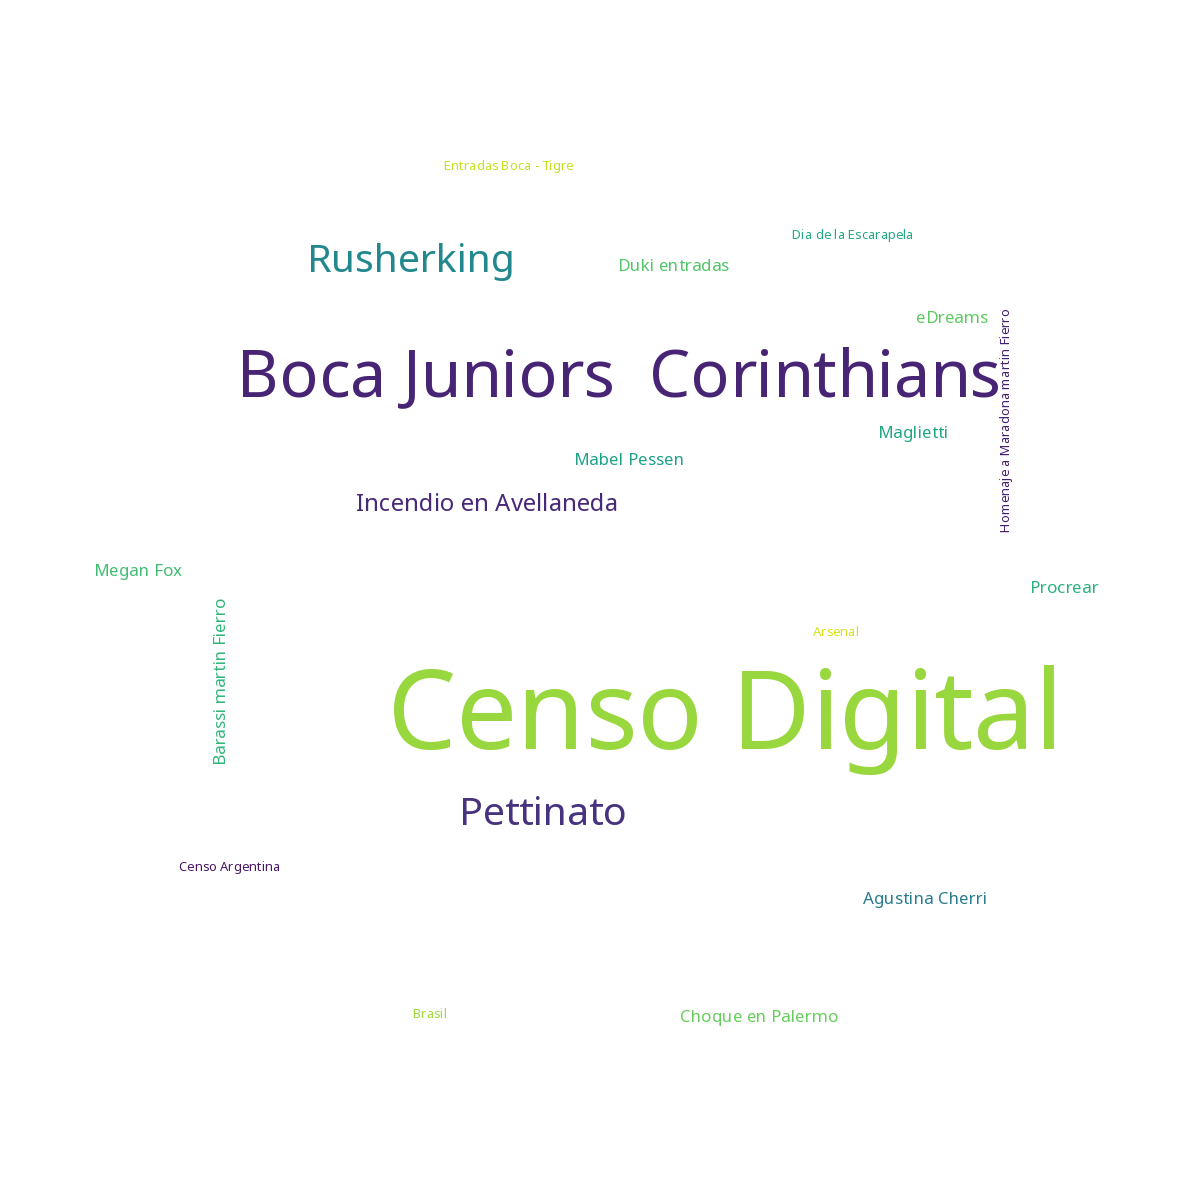 Entradas Boca - Tigre
Dia de la Escarapela
Rusherking
Duki entradas
eDreams
Homenaje a Maradona martin Fierro
Boca Juniors Corinthians
Maglietti
Mabel Pessen
Incendio en Avellaneda
Megan Fox
Procrear
Barassi martin Fierro
Arsenal
Censo Digital
Pettinato
Censo Argentina
Agustina Cherri
Brasil
Choque en Palermo